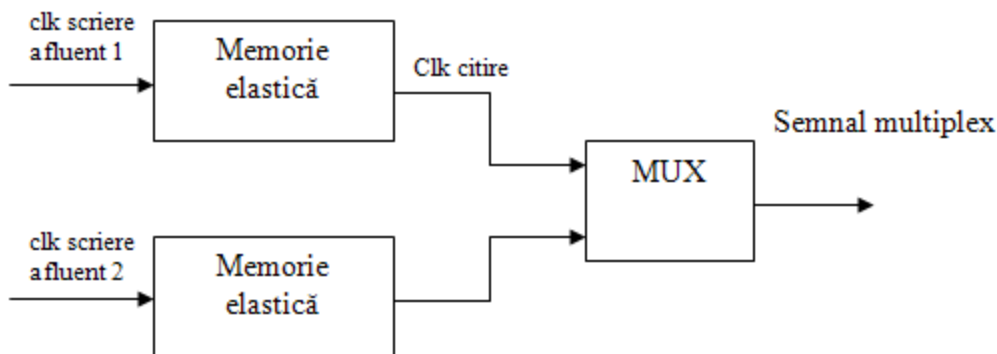 clk scriere
afluent 1
Memorie
elastică
Clk citire
Semnal multiplex
MUX
clk scriere
afluent 2
Memorie
elastică